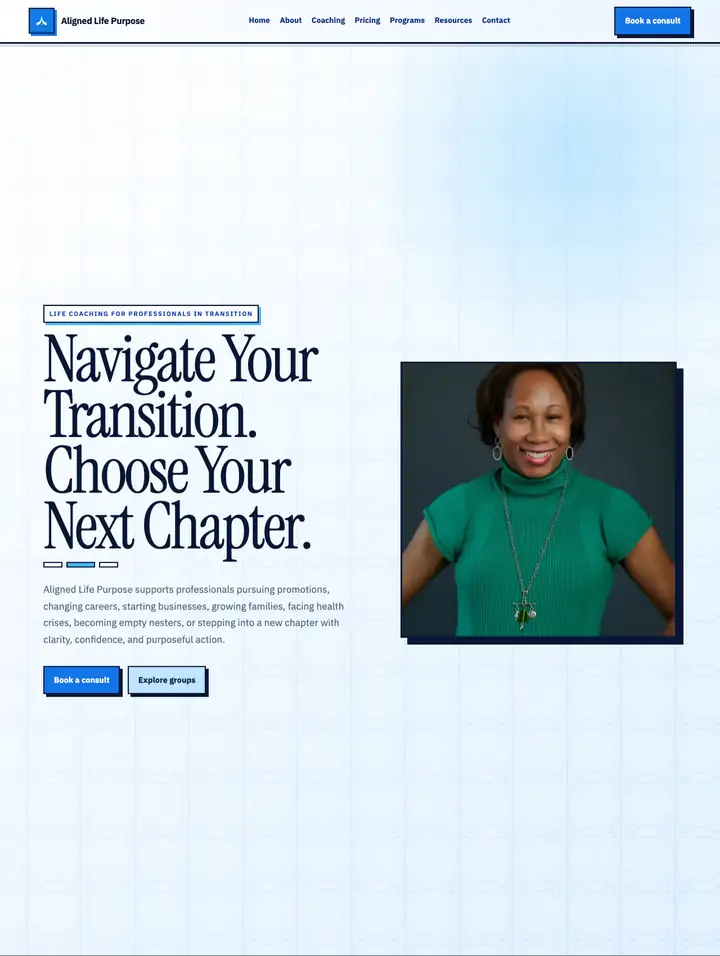 Aligned Life Purpose
Home About Coaching Pricing Programs Resources Contact
Book a consult
LIFE COACHING FOR PROFESSIONALS IN TRANSITION
Navigate Your
Transition.
Choose Your
Next Chapter.
Aligned Life Purpose supports professionals pursuing promotions,
changing careers, starting businesses, growing families, facing health
crises, becoming empty nesters, or stepping into a new chapter with
clarity, confidence, and purposeful action.
Book a consult
Explore groups